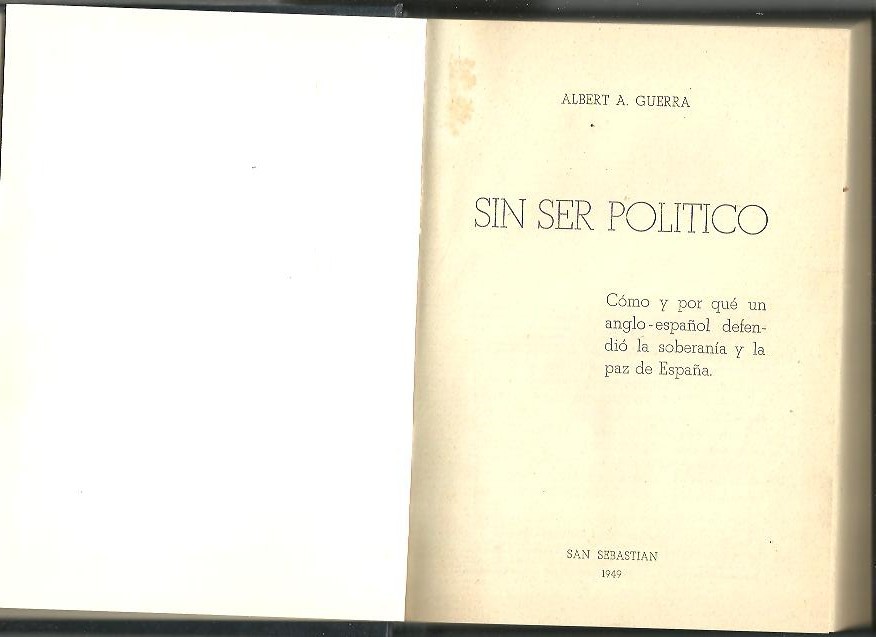 ALBERT A. GUERRA
SIN SER POLITICO
Cómo y por qué un
anglo-español defen-
dió la soberanía y la
paz de España.
SAN SEBASTIAN
1949